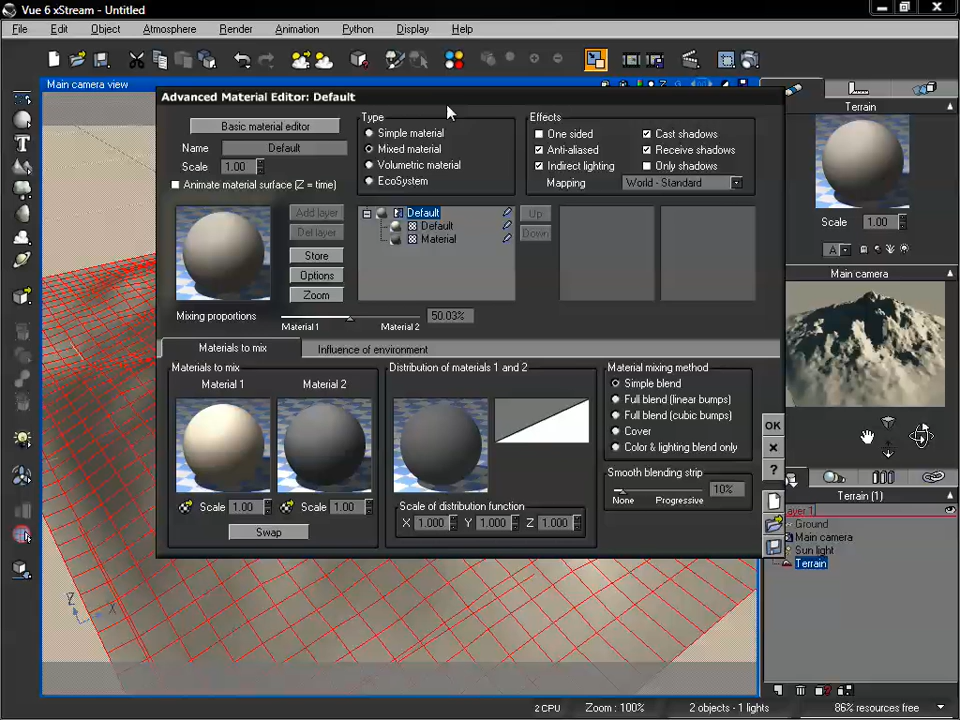 Vue 6 xStream - Untitled
File Edit Object Atmosphere Render Animation Python Display Help
Main camera view
Advanced Material Editor: Default
Basic material editor
Name Default
Scale 1.00
Animate material surface (Z = time)
Type
Simple material
Mixed material
Volumetric material
EcoSystem
Effects
One sided
Cast shadows
Anti-aliased
Receive shadows
Indirect lighting
Only shadows
Mapping World - Standard
Add layer
Del layer
Store
Options
Zoom
Default
Default
Material
Up
Down
Mixing proportions
Material 1 Material 2 50.03%
Materials to mix Influence of environment
Materials to mix
Material 1 Material 2
Scale 1.00 Scale 1.00
Swap
Distribution of materials 1 and 2
Scale of distribution function
X 1.000 Y 1.000 Z 1.000
Material mixing method
Simple blend
Full blend (linear bumps)
Full blend (cubic bumps)
Cover
Color & lighting blend only
Smooth blending strip
None Progressive 10%
OK
?
Terrain
Scale 1.00
A
Main camera
Terrain (1)
ayer 1
Ground
Main camera
Sun light
Terrain
Z X
2 CPU Zoom : 100% 2 objects - 1 lights 86% resources free